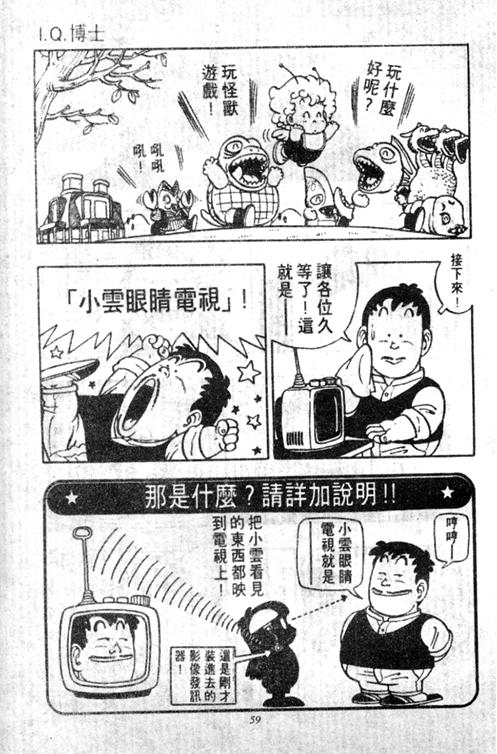 I.Q.博士
玩什麼
好呢？
玩怪獸
遊戲！
吼吼
吼！
接下來！
讓各位久
等了！這
就是——
「小雲眼睛電視」！
那是什麼？請詳加說明！！
哼哼——
小雲眼睛
電視就是
——
把小雲看見
的東西都映
到電視上！
這是剛才
裝進去的
影像發訊
器！
59